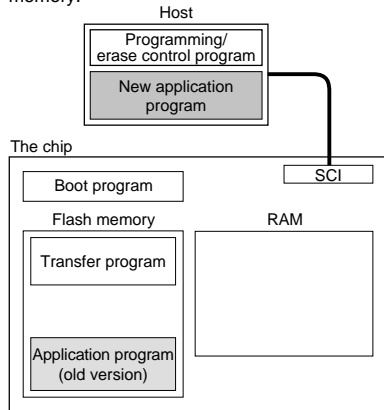 memory.
Host
Programming/
erase control program
New application
program
The chip
SCI
Boot program
Flash memory
RAM
Transfer program
Application program
(old version)